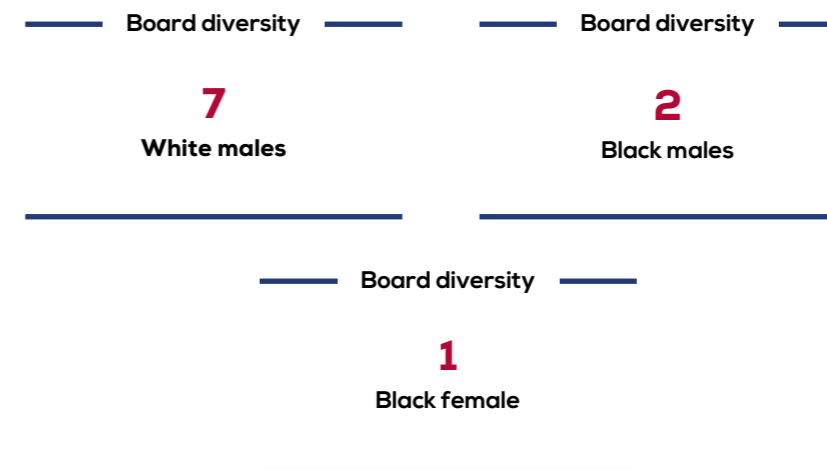 Board diversity
7
White males
Board diversity
2
Black males
Board diversity
1
Black female